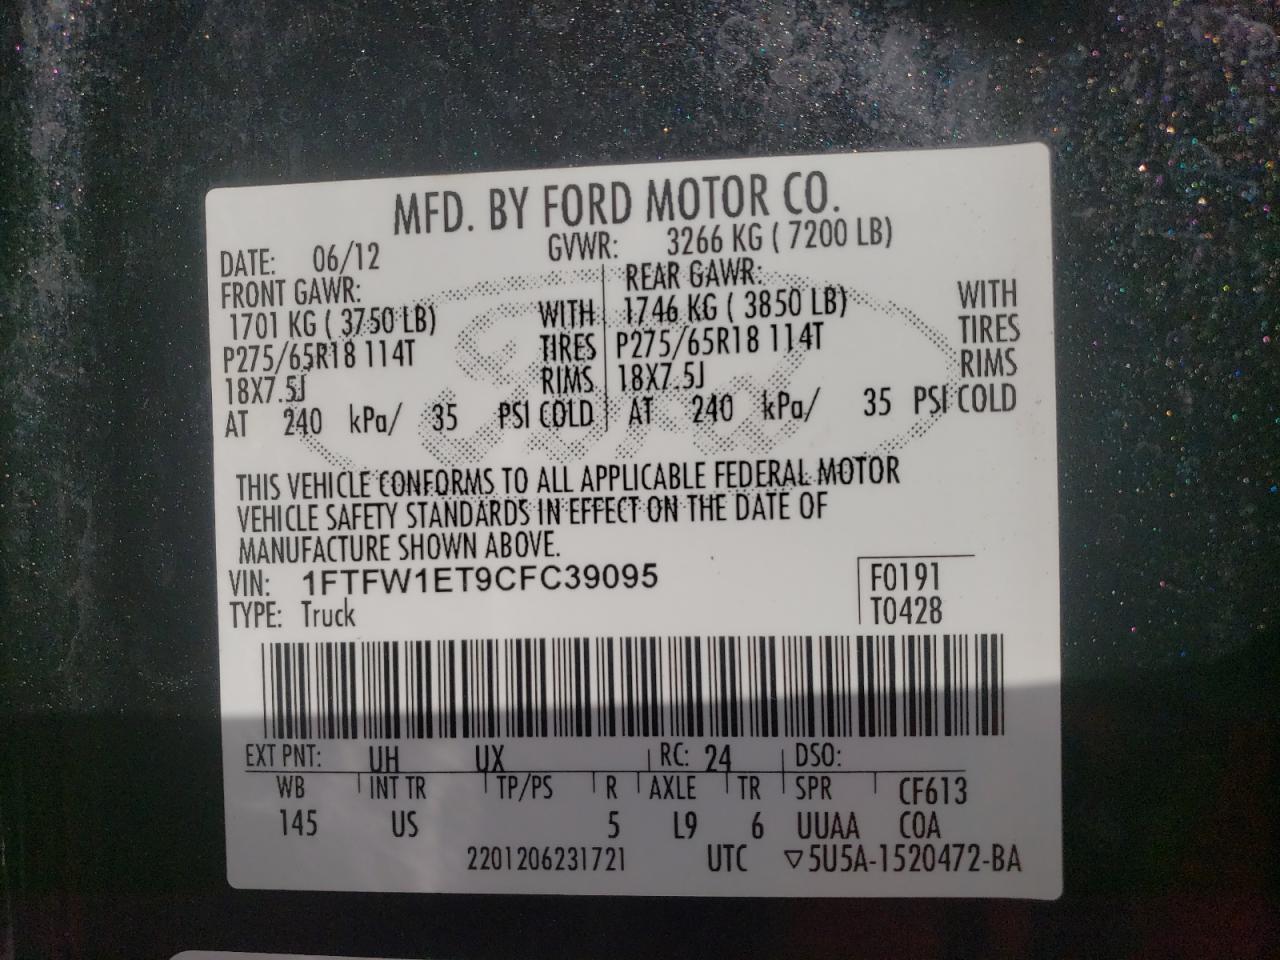 MFD. BY FORD MOTOR CO.
DATE: 06/12 GVWR: 3266 KG ( 7200 LB)
FRONT GAWR: REAR GAWR:
1701 KG ( 3750 LB) WITH 1746 KG ( 3850 LB) WITH
P275/65R18 114T TIRES P275/65R18 114T TIRES
18X7.5J RIMS 18X7.5J RIMS
AT 240 kPa/ 35 PSI COLD AT 240 kPa/ 35 PSI COLD
Ford
THIS VEHICLE CONFORMS TO ALL APPLICABLE FEDERAL MOTOR
VEHICLE SAFETY STANDARDS IN EFFECT ON THE DATE OF
MANUFACTURE SHOWN ABOVE.
VIN: 1FTFW1ET9CFC39095 F0191
TYPE: Truck T0428
EXT PNT: UH UX RC: 24 DSO:
WB INT TR TP/PS R AXLE TR SPR CF613
145 US 5 L9 6 UUAA COA
2201206231721 UTC ▽5U5A-1520472-BA